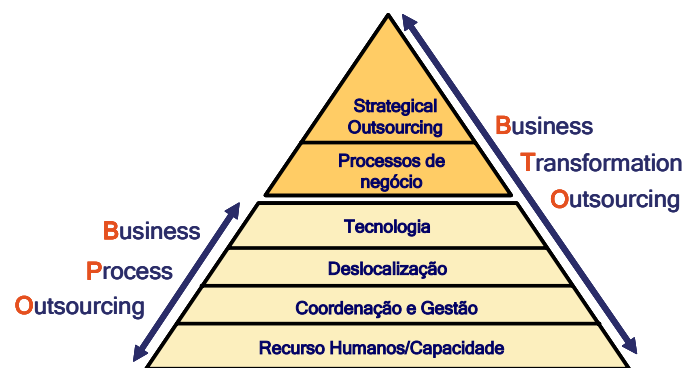 Strategical
Outsourcing
Processos de
negócio
Tecnologia
Deslocalização
Coordenação e Gestão
Recurso Humanos/Capacidade
Business
Process
Outsourcing
Business
Transformation
Outsourcing